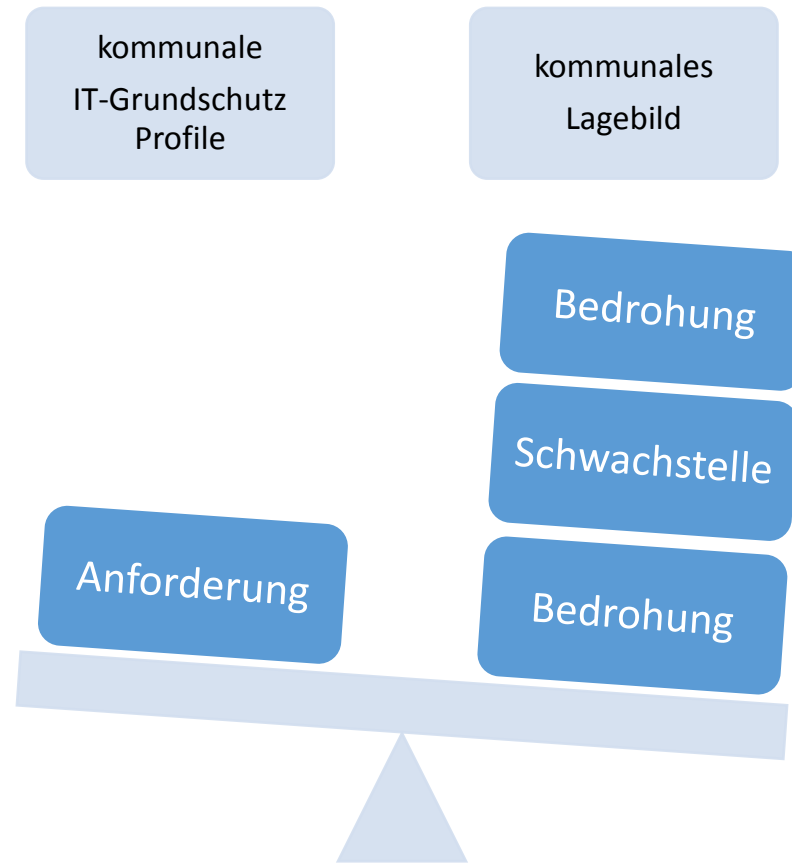 kommunale
IT-Grundschutz
Profile
kommunales
Lagebild
Bedrohung
Schwachstelle
Anforderung
Bedrohung